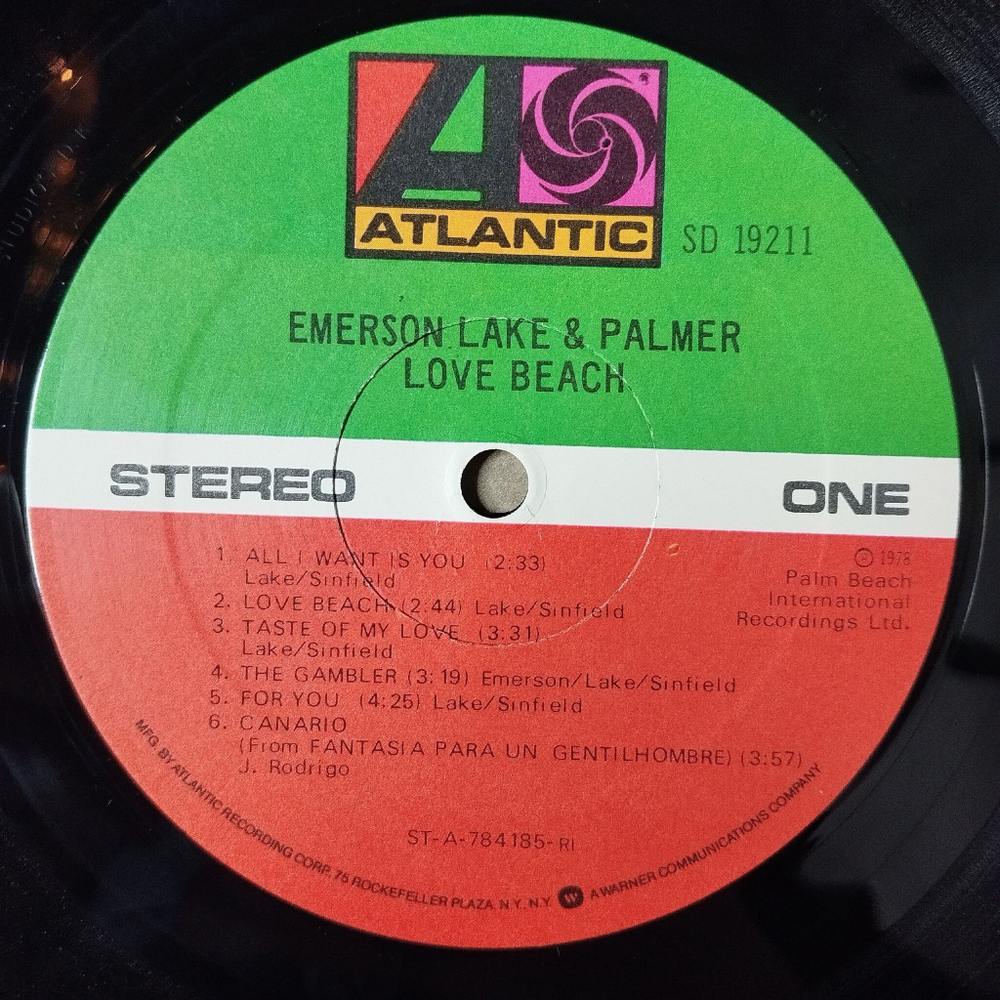 ATLANTIC
SD 19211
EMERSON LAKE & PALMER
LOVE BEACH
STEREO
ONE
1. ALL I WANT IS YOU (2:33)
Lake/Sinfield
2. LOVE BEACH (2:44) Lake/Sinfield
3. TASTE OF MY LOVE (3:31)
Lake/Sinfield
4. THE GAMBLER (3:19) Emerson/Lake/Sinfield
5. FOR YOU (4:25) Lake/Sinfield
6. CANARIO
(From FANTASIA PARA UN GENTILHOMBRE) (3:57)
J. Rodrigo
℗ 1978
Palm Beach
International
Recordings Ltd.
ST-A-784185-RI
MFG. BY ATLANTIC RECORDING CORP. 75 ROCKEFELLER PLAZA, N.Y., N.Y. A WARNER COMMUNICATIONS COMPANY